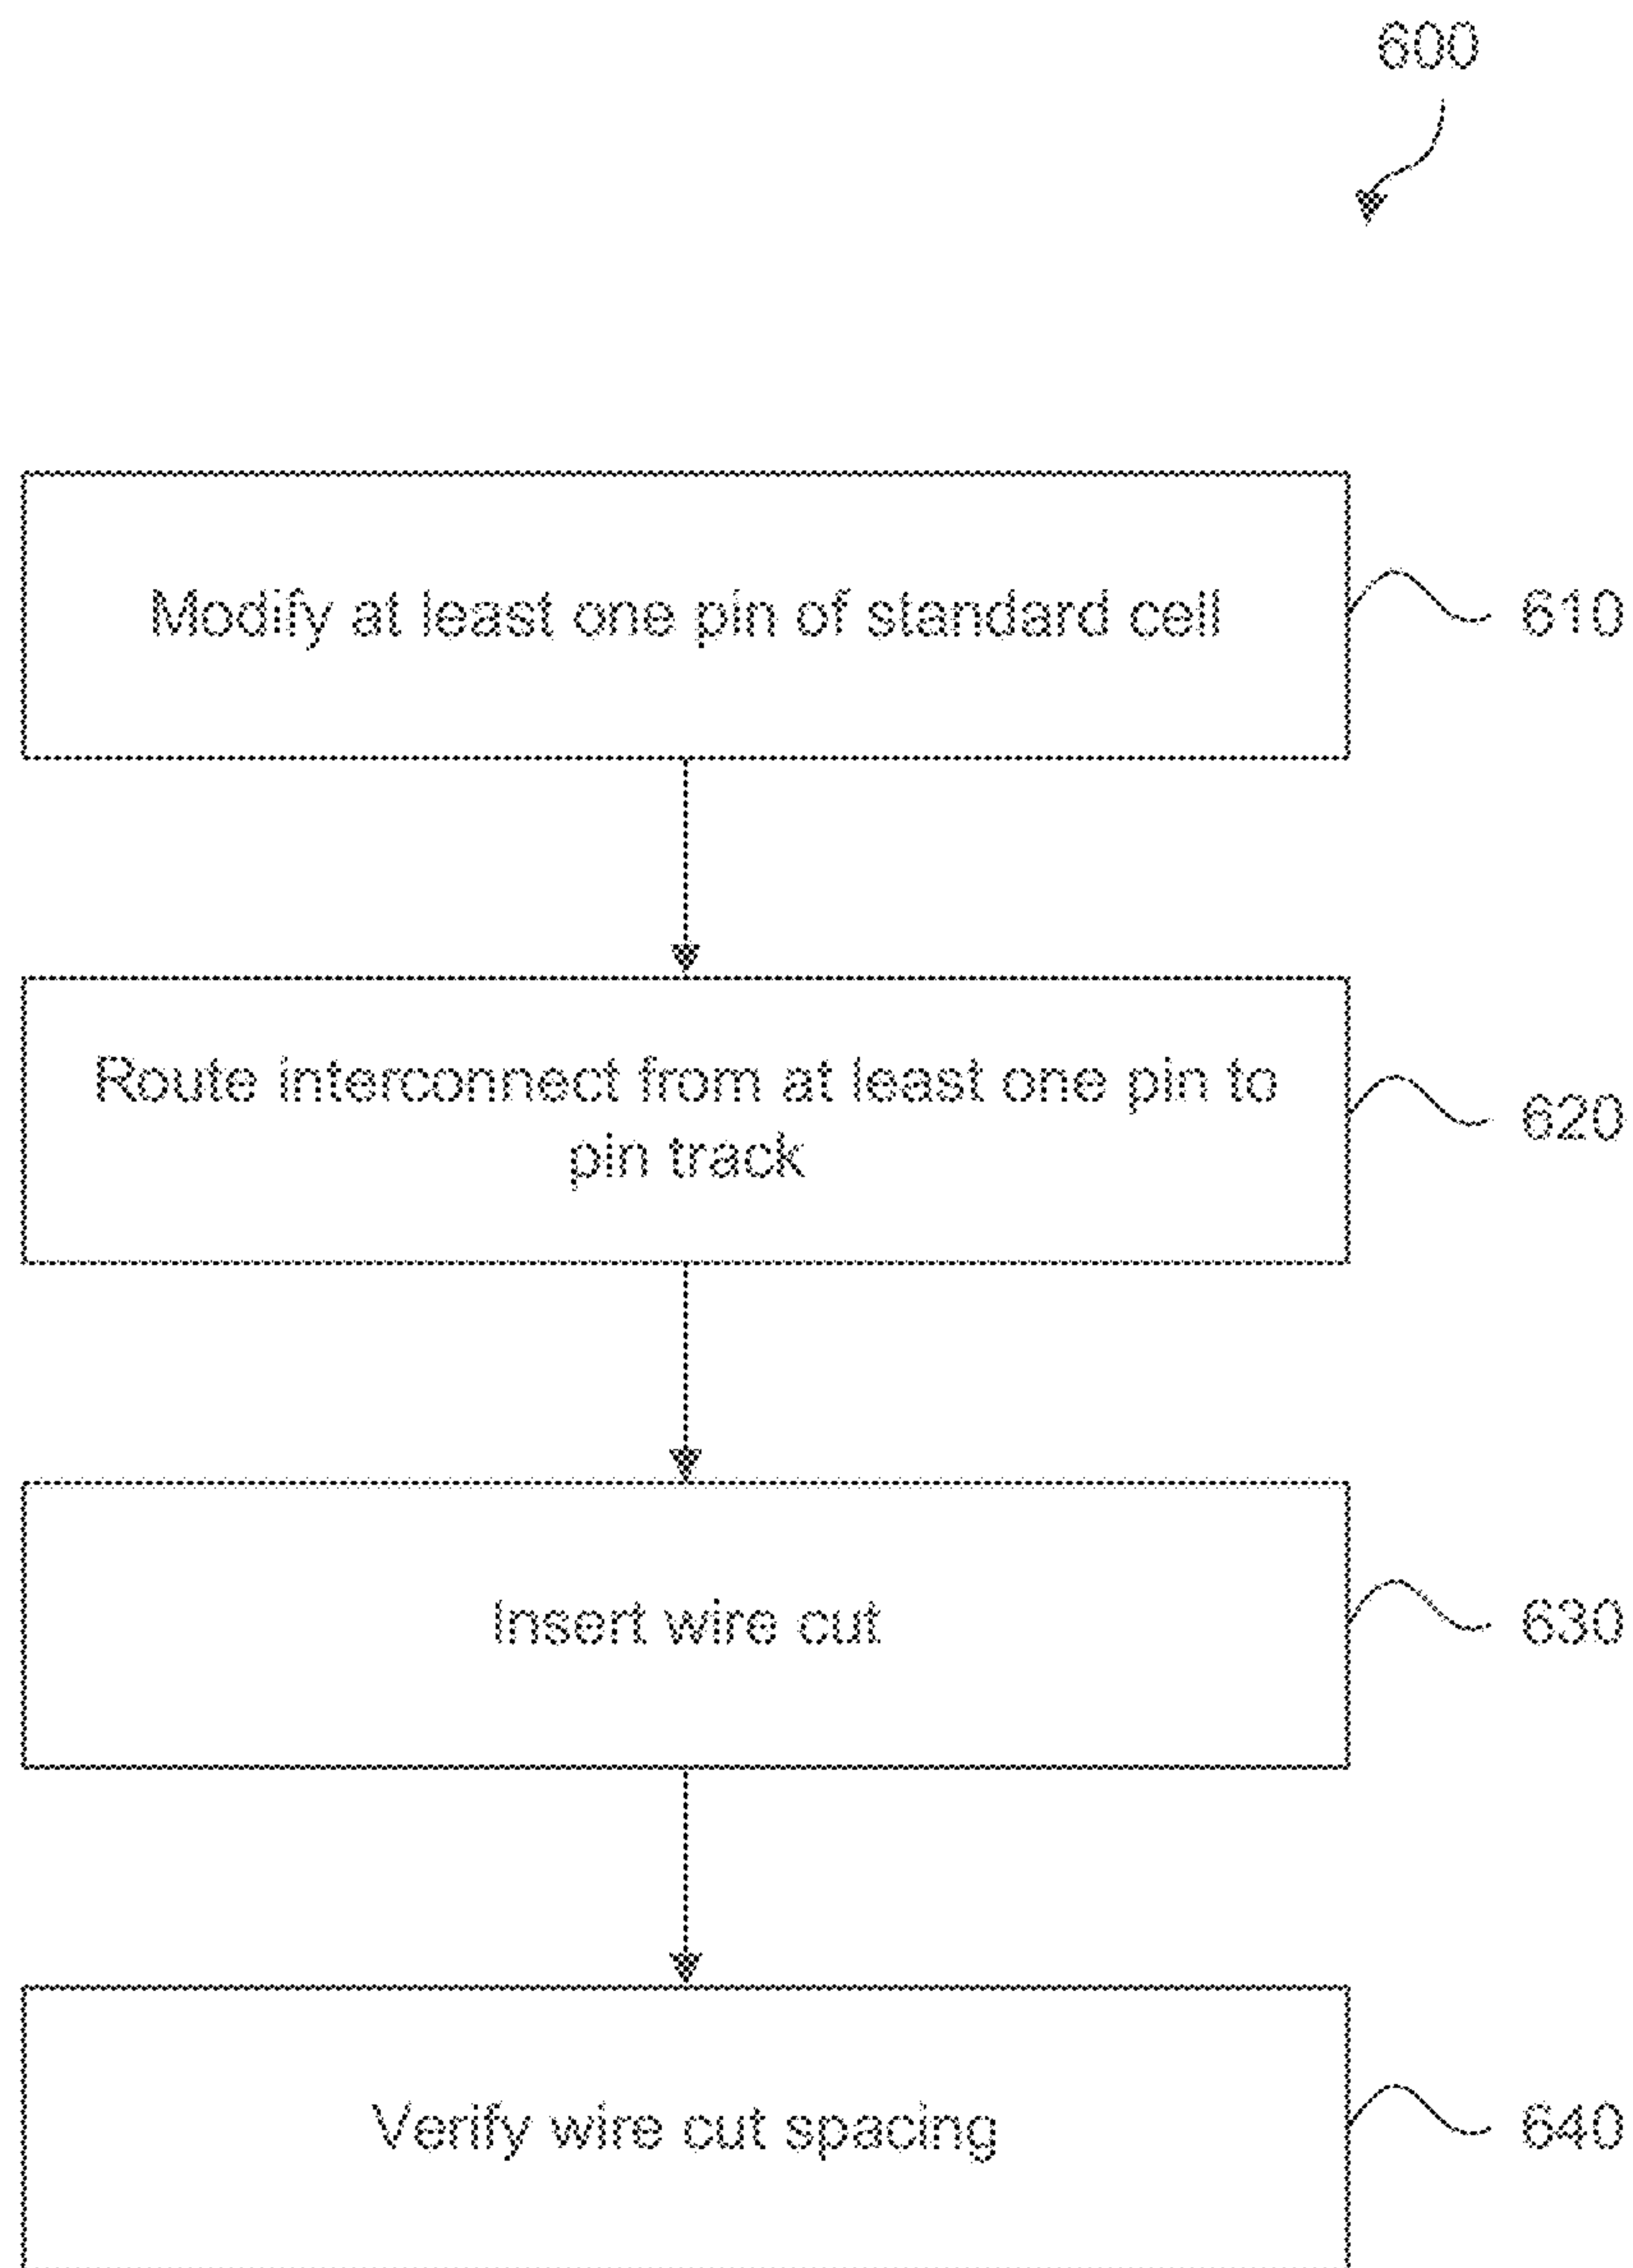 600
Modify at least one pin of standard cell
610
Route interconnect from at least one pin to
pin track
620
Insert wire cut
630
Verify wire cut spacing
640